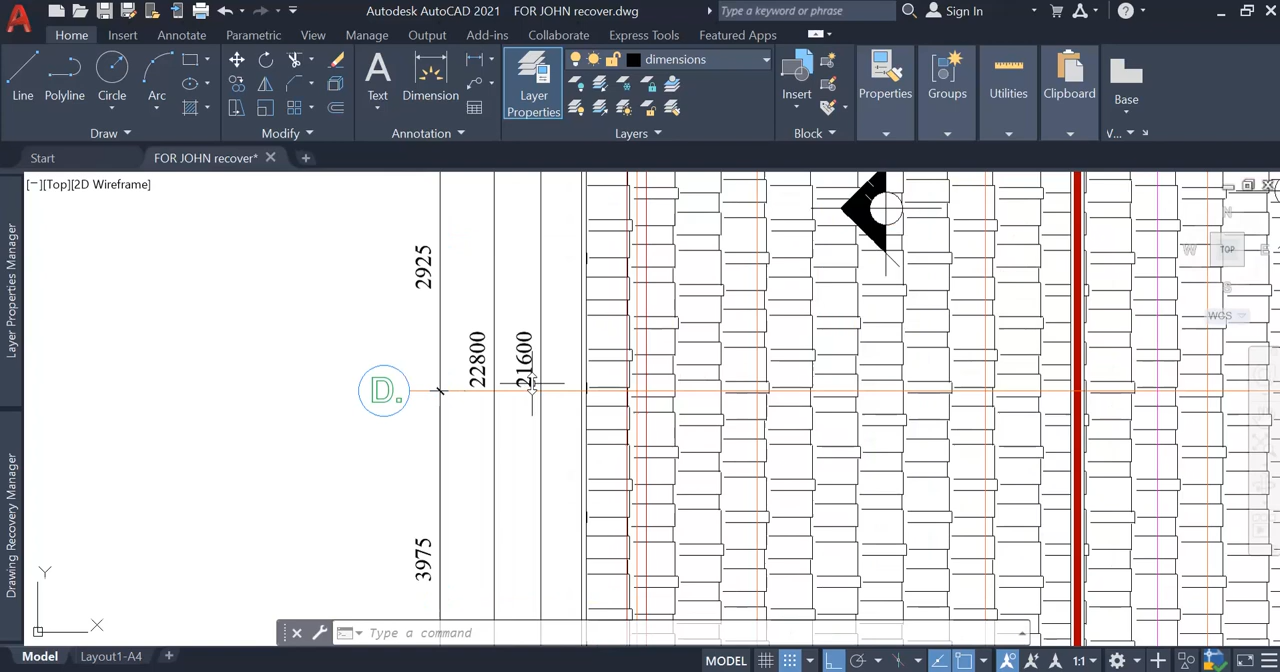 Autodesk AutoCAD 2021
FOR JOHN recover.dwg
Type a keyword or phrase
Sign In
Home
Insert
Annotate
Parametric
View
Manage
Output
Add-ins
Collaborate
Express Tools
Featured Apps
Line
Polyline
Circle
Arc
Text
Dimension
Layer
Properties
dimensions
Insert
Properties
Groups
Utilities
Clipboard
Base
Draw
Modify
Annotation
Layers
Block
V...
Start
FOR JOHN recover*
[−][Top][2D Wireframe]
Layer Properties Manager
Drawing Recovery Manager
2925
22800
21600
D.
3975
N
W
TOP
E
WCS
Y
X
Type a command
Model
Layout1-A4
MODEL
1:1